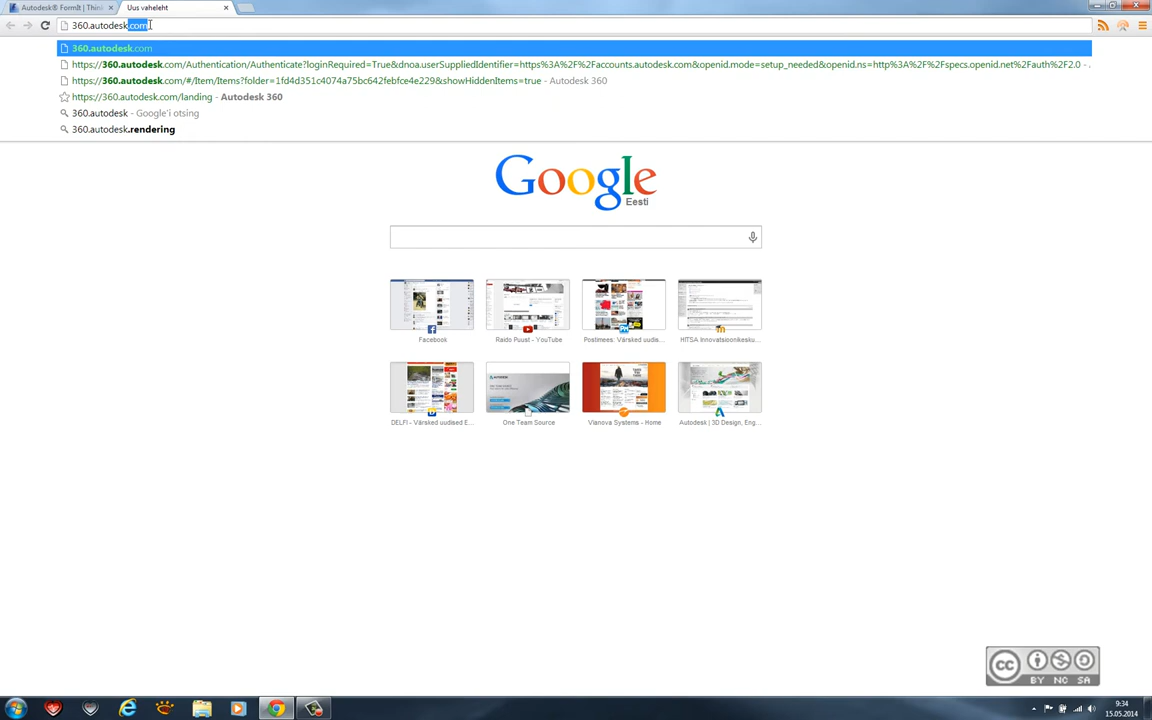 Autodesk® FormIt | Thin
Uus vaheleht
360.autodesk.com
360.autodesk.com
https://360.autodesk.com/Authentication/Authenticate?loginRequired=True&dnoa.userSuppliedIdentifier=https%3A%2F%2Faccounts.autodesk.com&openid.mode=setup_needed&openid.ns=http%3A%2F%2Fspecs.openid.net%2Fauth%2F2.0 - .
https://360.autodesk.com/#/Item/Items?folder=1fd4d351c4074a75bc642febfce4e229&showHiddenItems=true - Autodesk 360
https://360.autodesk.com/landing - Autodesk 360
360.autodesk - Google'i otsing
360.autodesk.rendering
Google
Eesti
Facebook
Raido Puust - YouTube
Postimees: Värsked uudis...
HITSA Innovatsioonikesku...
DELFI - Värsked uudised E...
One Team Source
Vianova Systems - Home
Autodesk | 3D Design, Eng...
cc
BY NC SA
9:34
15.05.2014